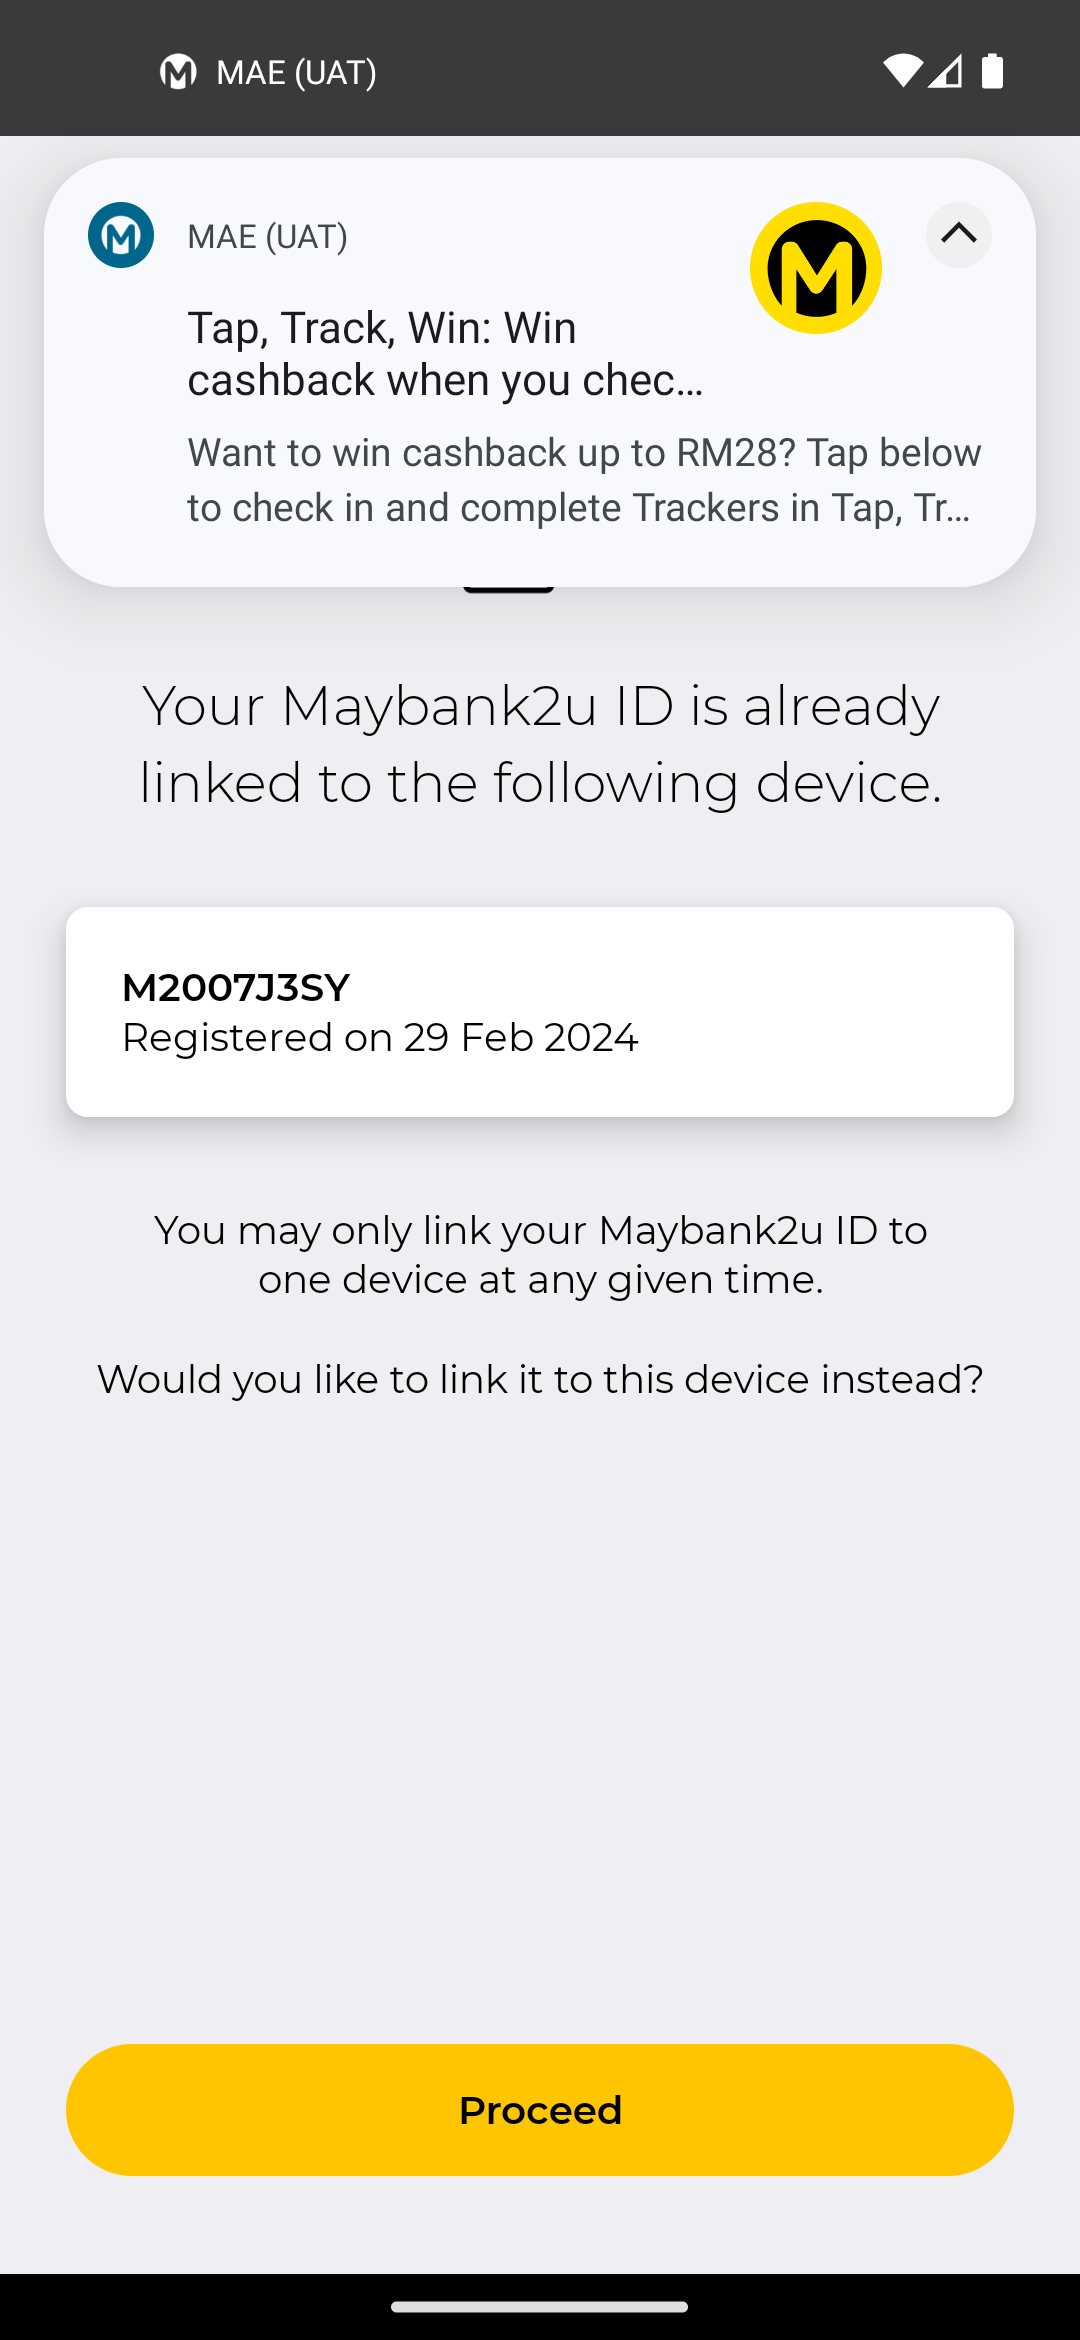 MAE (UAT)
MAE (UAT)
Tap, Track, Win: Win
cashback when you chec...
Want to win cashback up to RM28? Tap below
to check in and complete Trackers in Tap, Tr...
Your Maybank2u ID is already
linked to the following device.
M2007J3SY
Registered on 29 Feb 2024
You may only link your Maybank2u ID to
one device at any given time.
Would you like to link it to this device instead?
Proceed